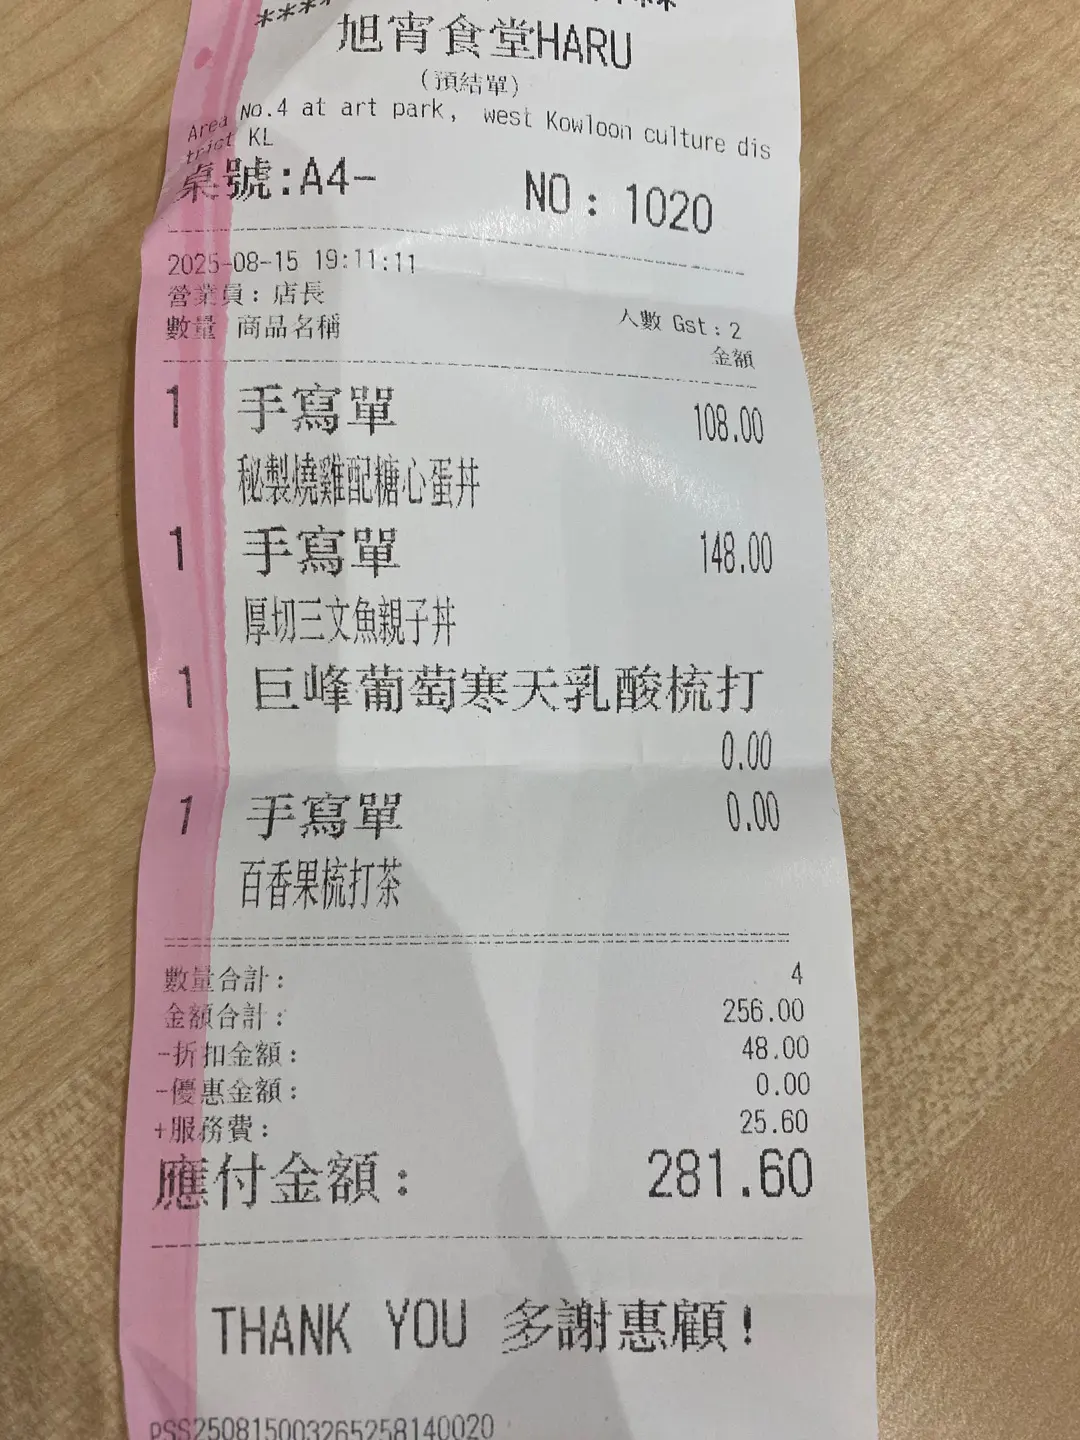 ****
旭宵食堂HARU
(預結單)
Area No.4 at art park, west Kowloon culture dis
trict KL
桌號:A4-
NO: 1020
2025-08-15 19:11:11
營業員: 店長
人數 Gst: 2
數量 商品名稱
金額
1 手寫單 108.00
秘製燒雞配糖心蛋丼
1 手寫單 148.00
厚切三文魚親子丼
1 巨峰葡萄寒天乳酸梳打
0.00
1 手寫單 0.00
百香果梳打茶
數量合計: 4
金額合計: 256.00
-折扣金額: 48.00
-優惠金額: 0.00
+服務費: 25.60
應付金額: 281.60
THANK YOU 多謝惠顧!
PSS2508150032652581400​20